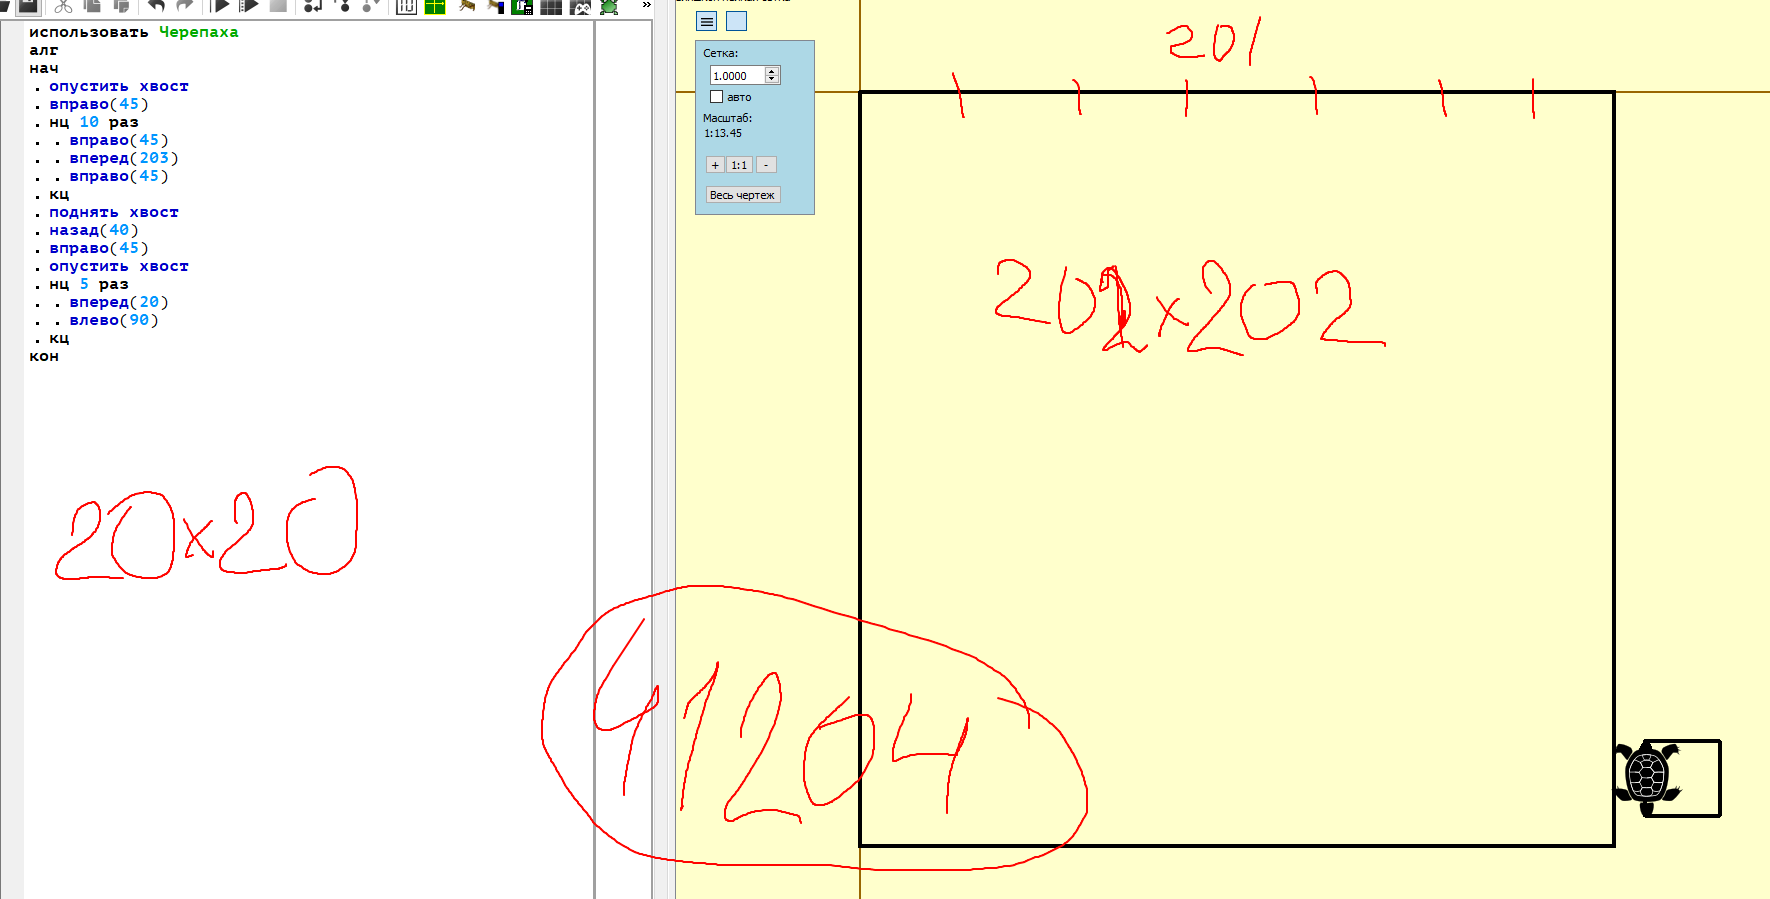 использовать Черепаха
алг
нач
. опустить хвост
. вправо(45)
. нц 10 раз
. . вправо(45)
. . вперед(203)
. . вправо(45)
. кц
. поднять хвост
. назад(40)
. вправо(45)
. опустить хвост
. нц 5 раз
. . вперед(20)
. . влево(90)
. кц
кон
20x20
Сетка:
1.0000
авто
Масштаб:
1:13.45
+ 1:1 -
Весь чертеж
201
202x202
41204